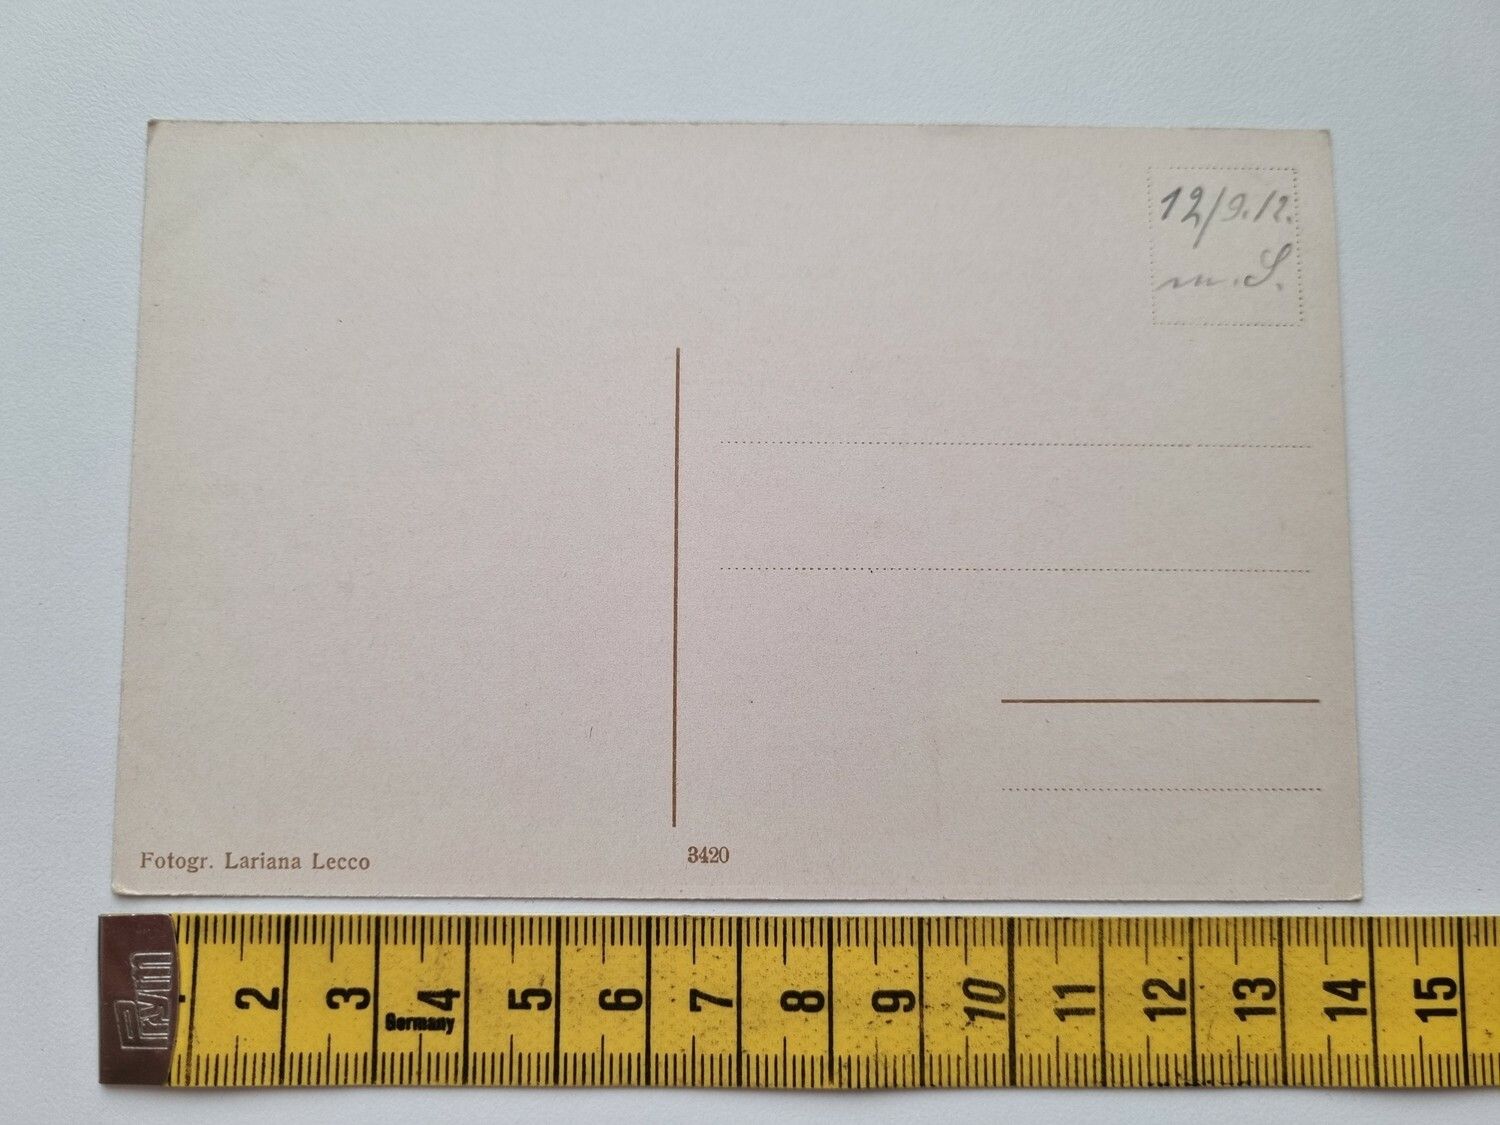 12/9.12.
m.S.
Fotogr. Lariana Lecco
3420
Prym
2 3 4 5 6 7 8 9 10 11 12 13 14 15
Germany